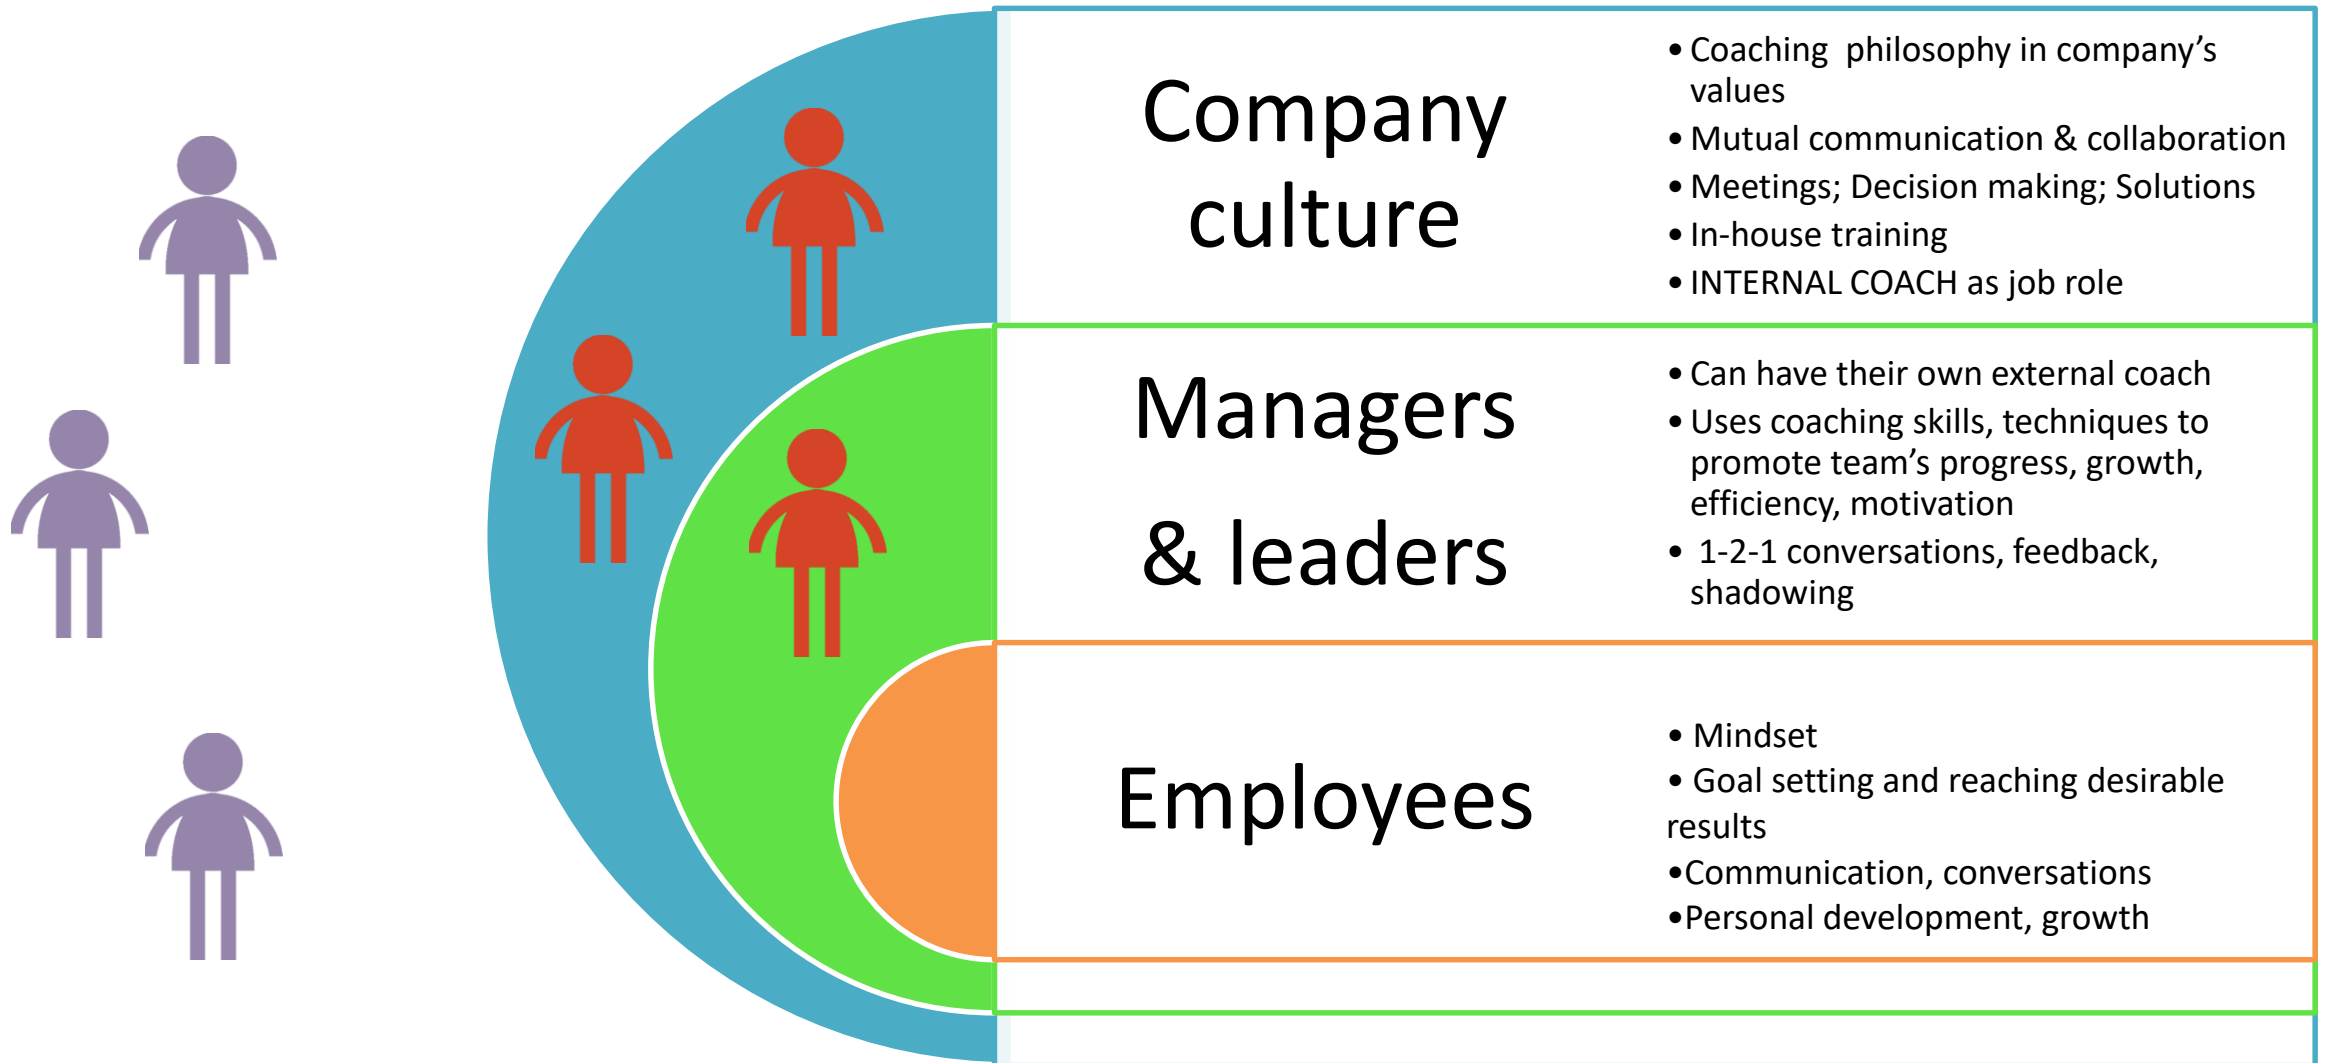 Company
culture
• Coaching  philosophy in company’s
values
• Mutual communication & collaboration
• Meetings; Decision making; Solutions
• In-house training
• INTERNAL COACH as job role
Managers
& leaders
• Can have their own external coach
• Uses coaching skills, techniques to
promote team’s progress, growth,
efficiency, motivation
•  1-2-1 conversations, feedback,
shadowing
Employees
• Mindset
• Goal setting and reaching desirable
results
•Communication, conversations
•Personal development, growth